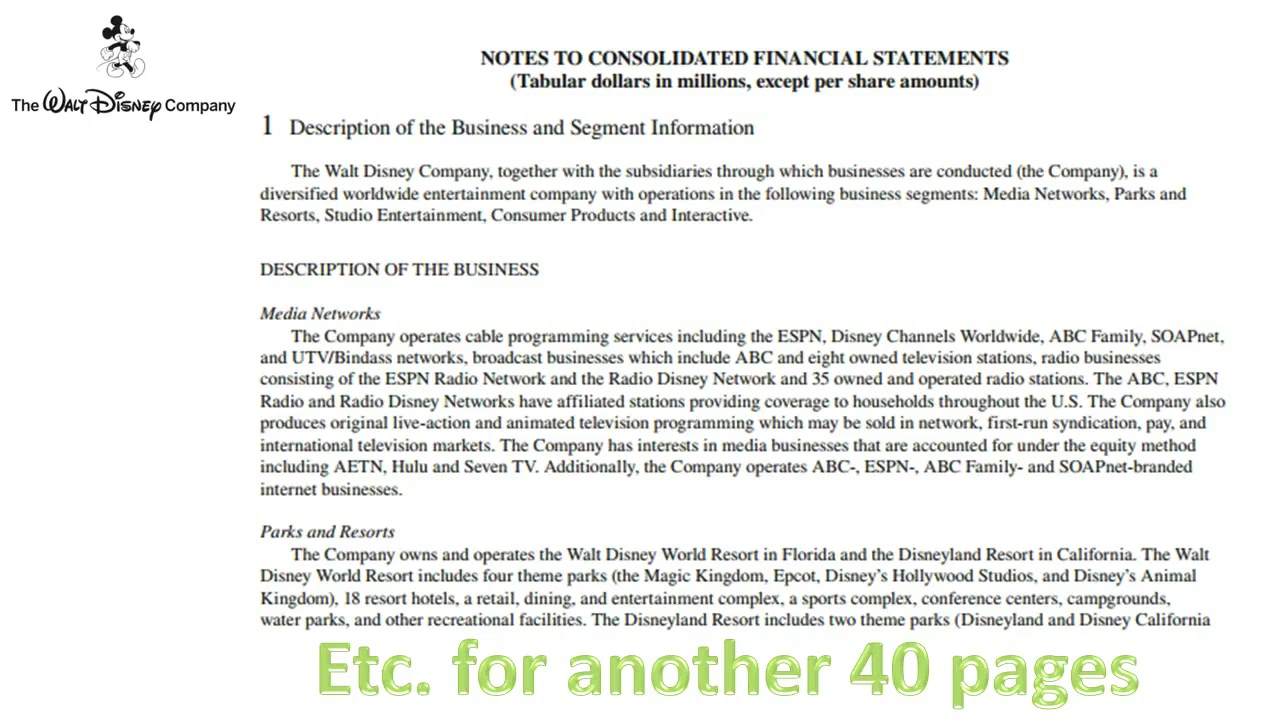 The WALT DISNEY Company
NOTES TO CONSOLIDATED FINANCIAL STATEMENTS
(Tabular dollars in millions, except per share amounts)
1 Description of the Business and Segment Information
The Walt Disney Company, together with the subsidiaries through which businesses are conducted (the Company), is a
diversified worldwide entertainment company with operations in the following business segments: Media Networks, Parks and
Resorts, Studio Entertainment, Consumer Products and Interactive.
DESCRIPTION OF THE BUSINESS
Media Networks
The Company operates cable programming services including the ESPN, Disney Channels Worldwide, ABC Family, SOAPnet,
and UTV/Bindass networks, broadcast businesses which include ABC and eight owned television stations, radio businesses
consisting of the ESPN Radio Network and the Radio Disney Network and 35 owned and operated radio stations. The ABC, ESPN
Radio and Radio Disney Networks have affiliated stations providing coverage to households throughout the U.S. The Company also
produces original live-action and animated television programming which may be sold in network, first-run syndication, pay, and
international television markets. The Company has interests in media businesses that are accounted for under the equity method
including AETN, Hulu and Seven TV. Additionally, the Company operates ABC-, ESPN-, ABC Family- and SOAPnet-branded
internet businesses.
Parks and Resorts
The Company owns and operates the Walt Disney World Resort in Florida and the Disneyland Resort in California. The Walt
Disney World Resort includes four theme parks (the Magic Kingdom, Epcot, Disney's Hollywood Studios, and Disney's Animal
Kingdom), 18 resort hotels, a retail, dining, and entertainment complex, a sports complex, conference centers, campgrounds,
water parks, and other recreational facilities. The Disneyland Resort includes two theme parks (Disneyland and Disney California
Etc. for another 40 pages